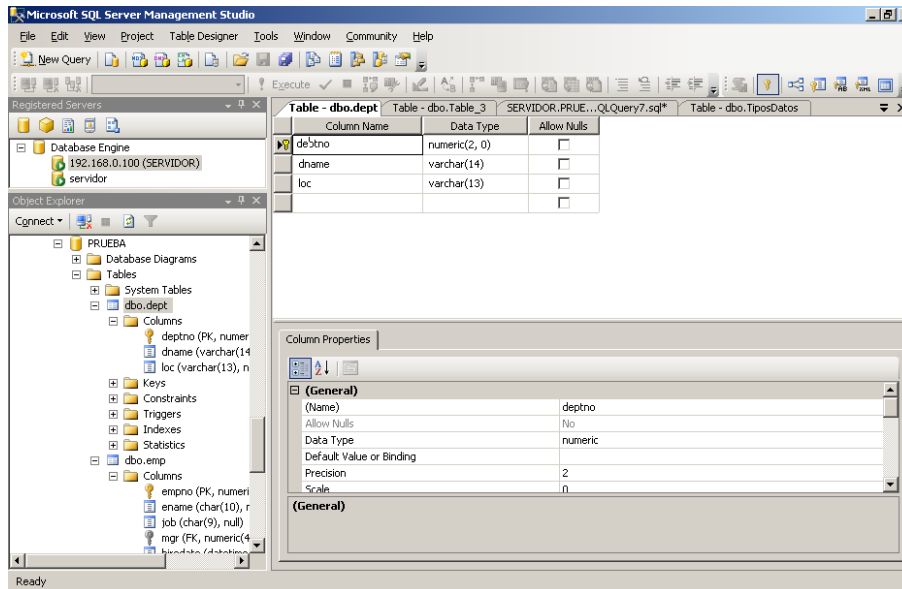 Microsoft SQL Server Management Studio
File Edit View Project Table Designer Tools Window Community Help
New Query
Execute
Registered Servers
Database Engine
192.168.0.100 (SERVIDOR)
servidor
Object Explorer
Connect
PRUEBA
Database Diagrams
Tables
System Tables
dbo.dept
Columns
deptno (PK, numer
dname (varchar(14
loc (varchar(13), n
Keys
Constraints
Triggers
Indexes
Statistics
dbo.emp
Columns
empno (PK, numeri
ename (char(10), r
job (char(9), null)
mgr (FK, numeric(4
hiredate (datetime
Table - dbo.dept Table - dbo.Table_3 SERVIDOR.PRUE...QLQuery7.sql* Table - dbo.TiposDatos
Column Name Data Type Allow Nulls
deptno numeric(2, 0)
dname varchar(14)
loc varchar(13)
Column Properties
(General)
(Name) deptno
Allow Nulls No
Data Type numeric
Default Value or Binding
Precision 2
Scale 0
(General)
Ready